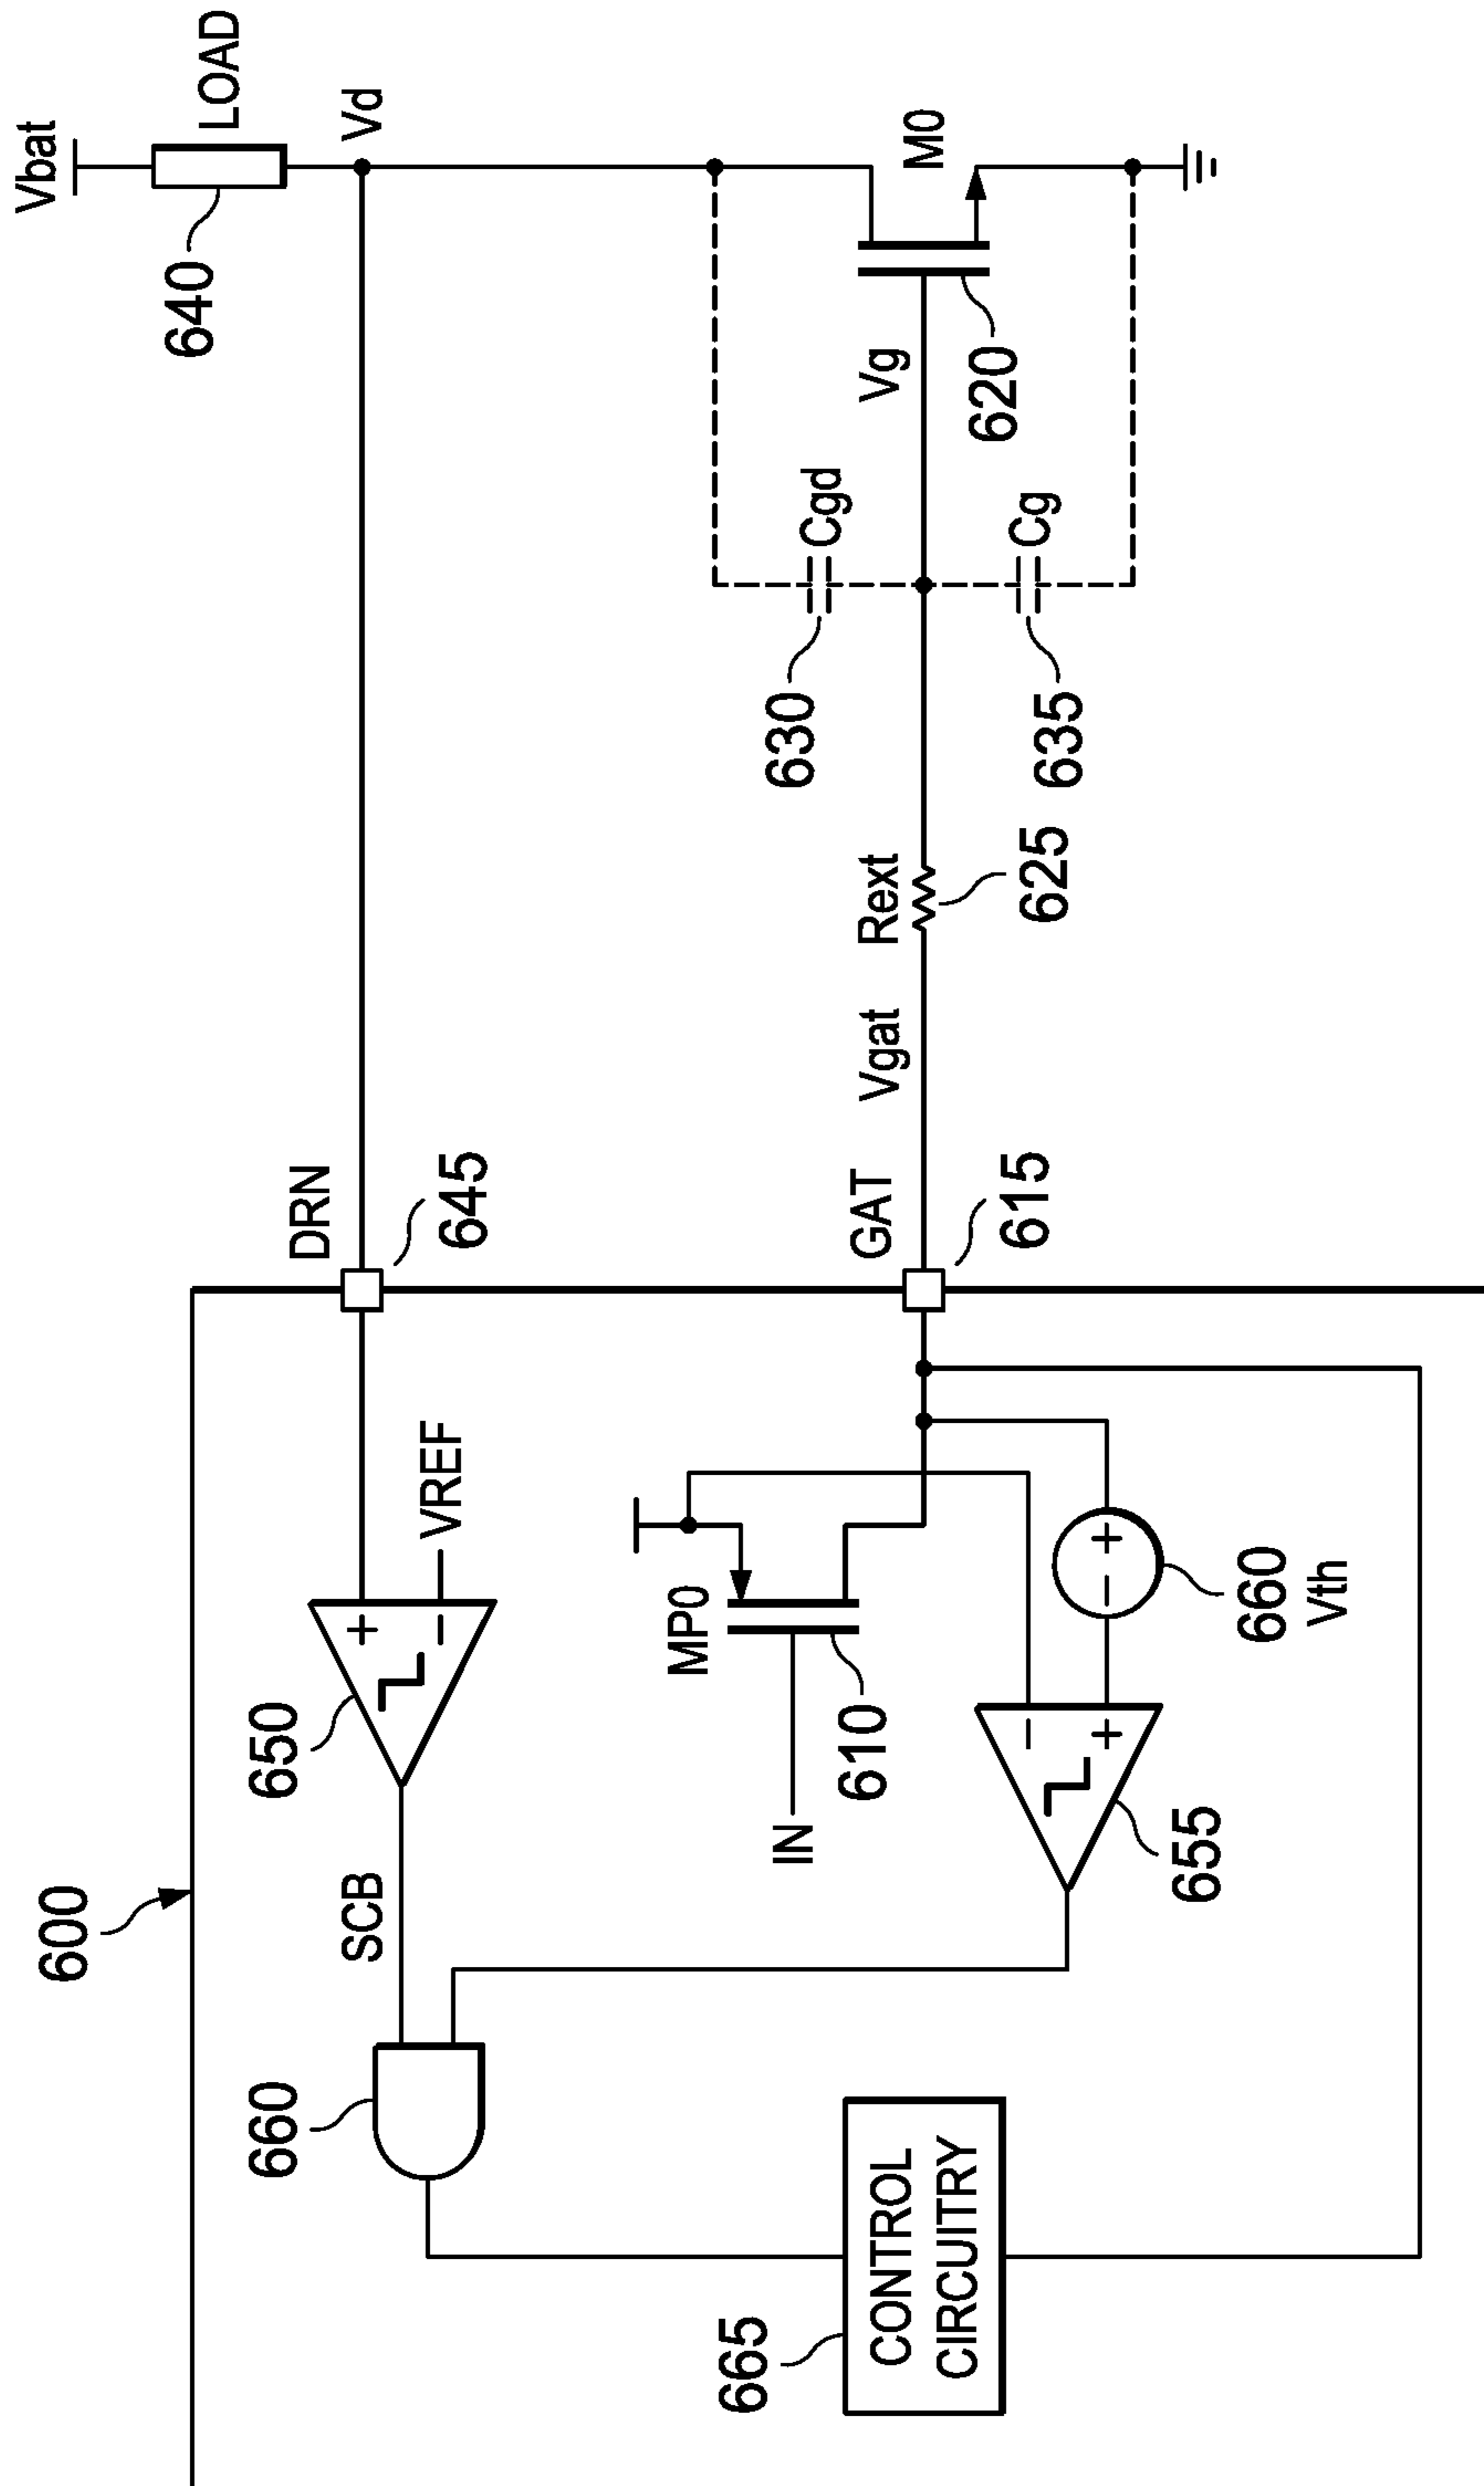 600
Vbat
LOAD
640
Vd
DRN
645
650
+
−
VREF
SCB
660
MP0
IN
610
GAT
615
Vgat
Rext
625
630
Cgd
635
Cg
Vg
M0
620
−
+
655
+
−
660
Vth
665
CONTROL
CIRCUITRY